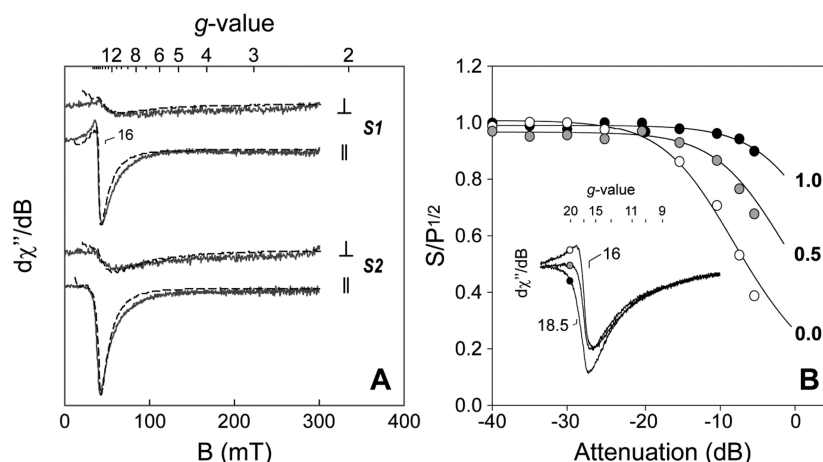 g-value
12 8 6 5 4 3 2
⊥
S1
16
||
⊥
S2
||
dχ"/dB
0 100 200 300 400
B (mT)
A
1.2
1.0
0.8
0.6
0.4
0.2
0.0
S/P1/2
1.0
0.5
0.0
g-value
20 15 11 9
dχ"/dB
16
18.5
B
-40 -30 -20 -10 0
Attenuation (dB)